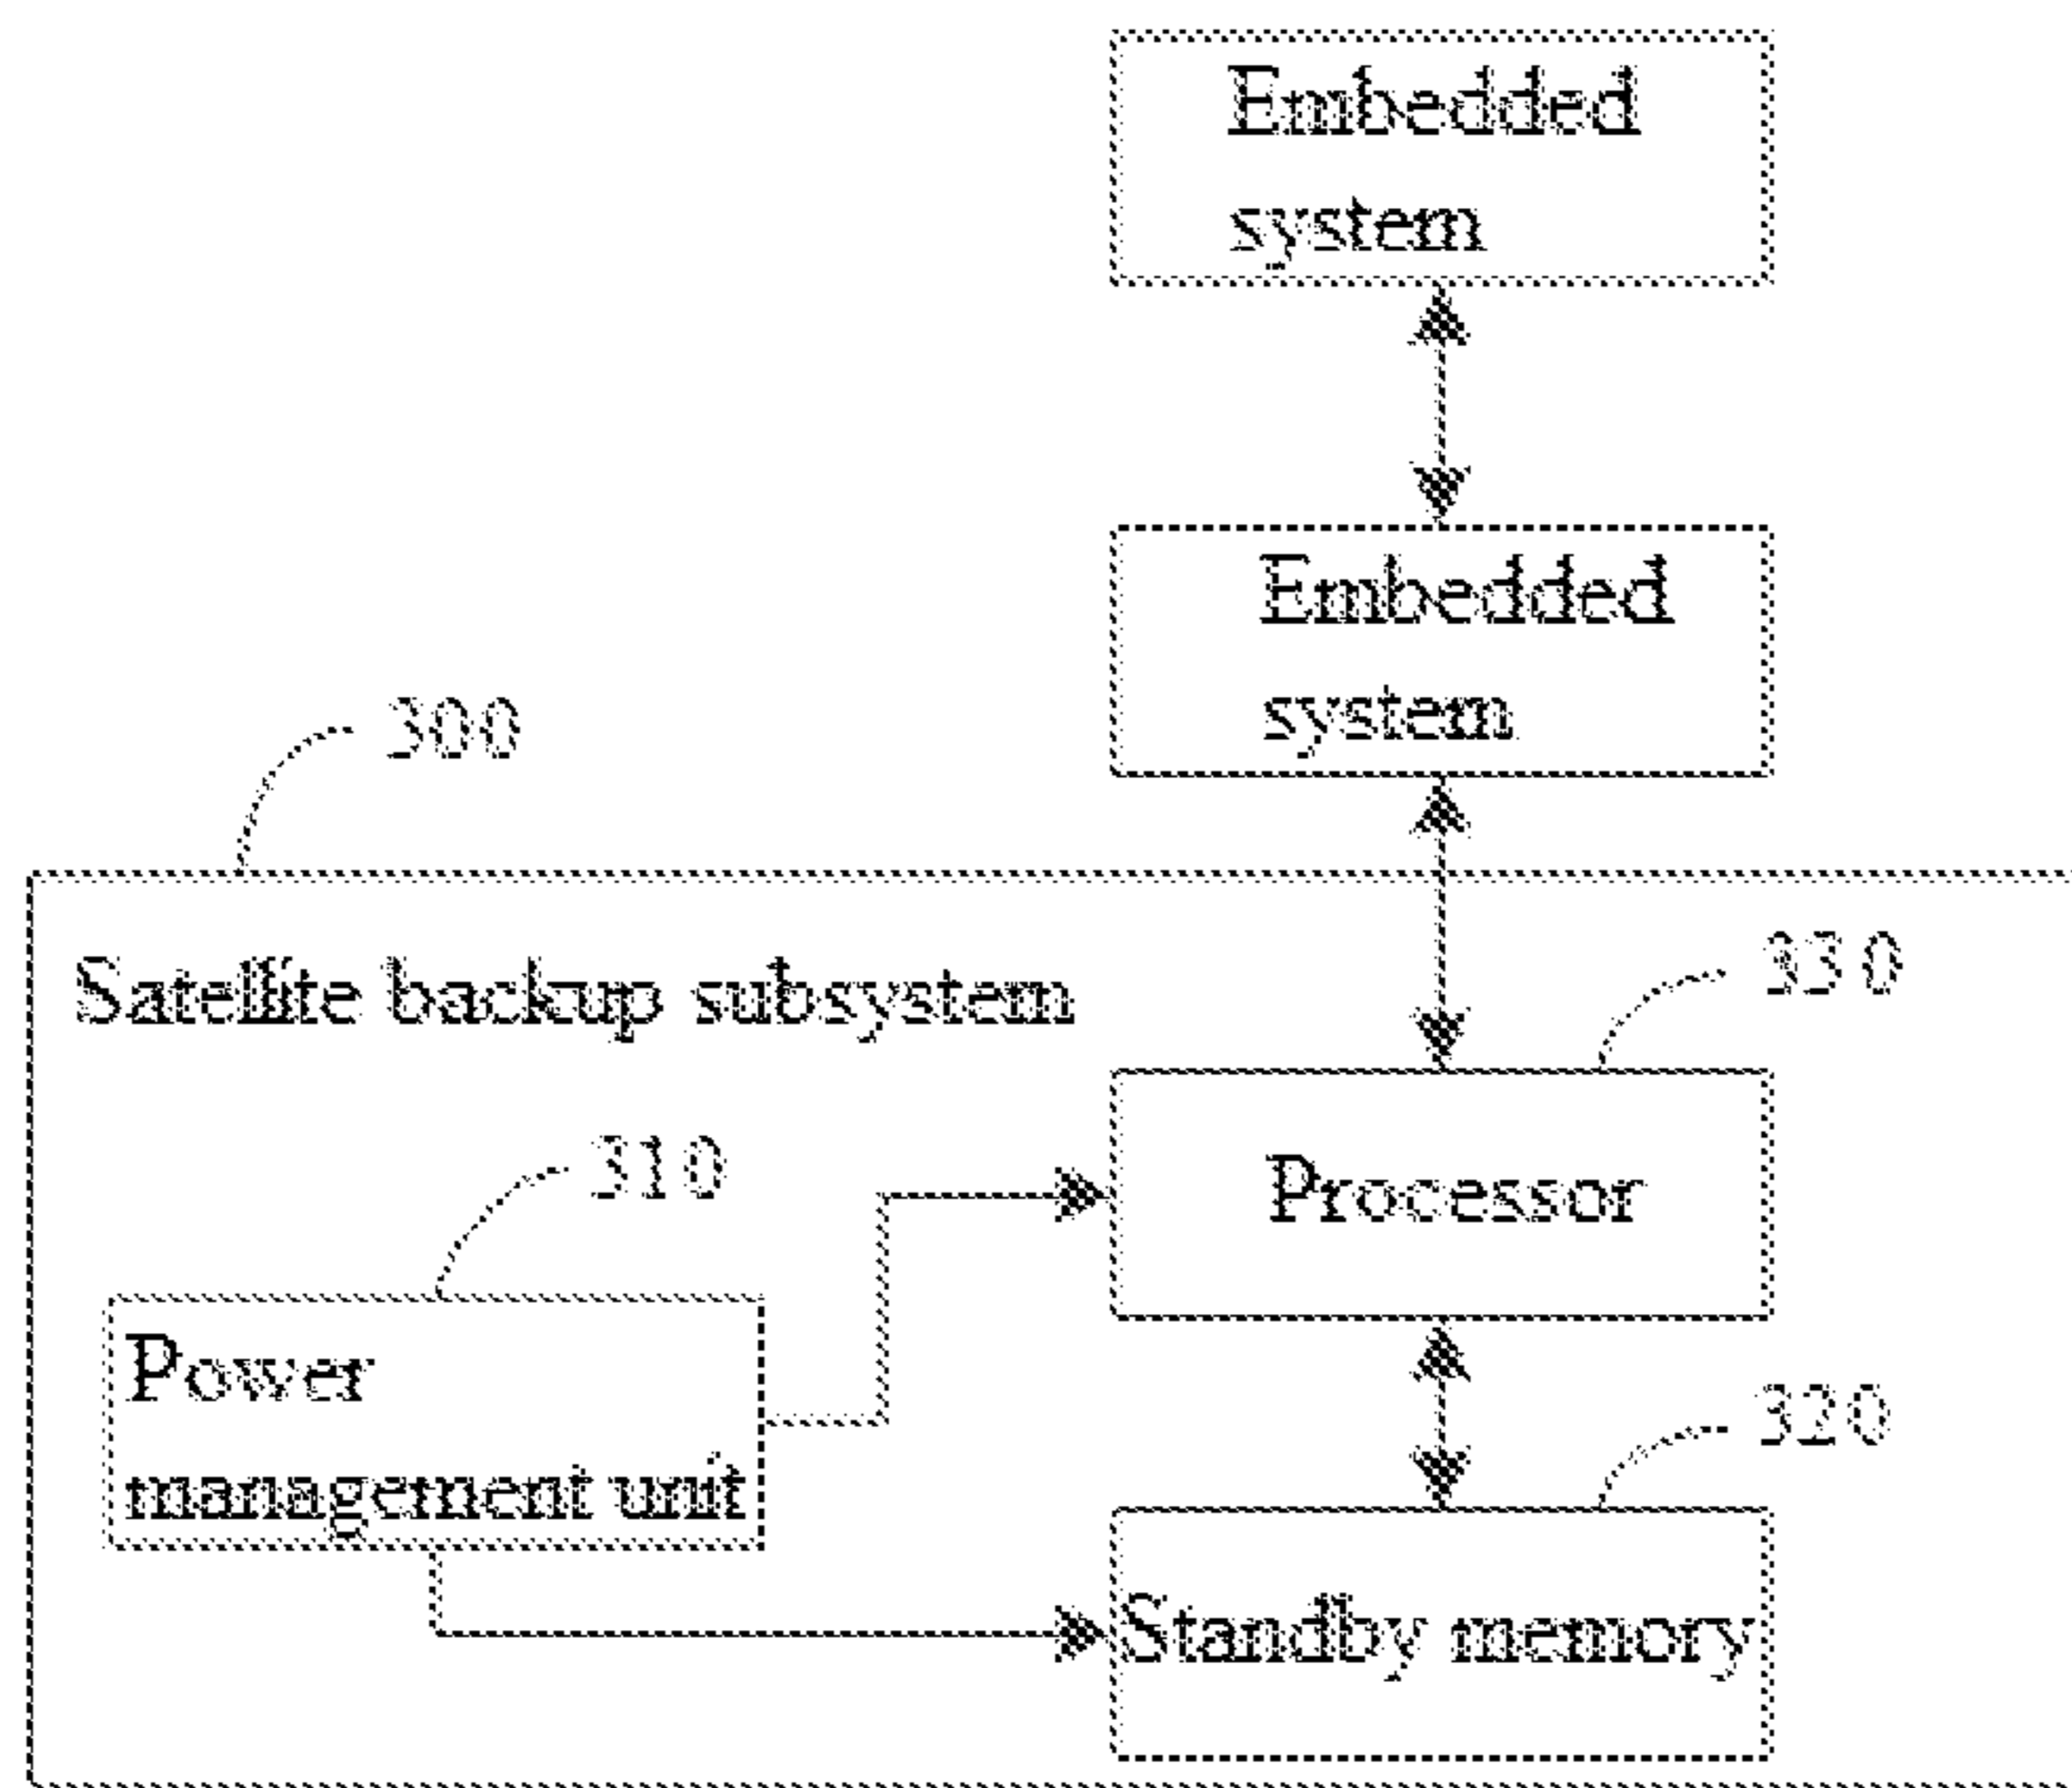 Embedded
system
Embedded
system
300
Satellite backup subsystem
330
Processor
310
Power
management unit
320
Standby memory